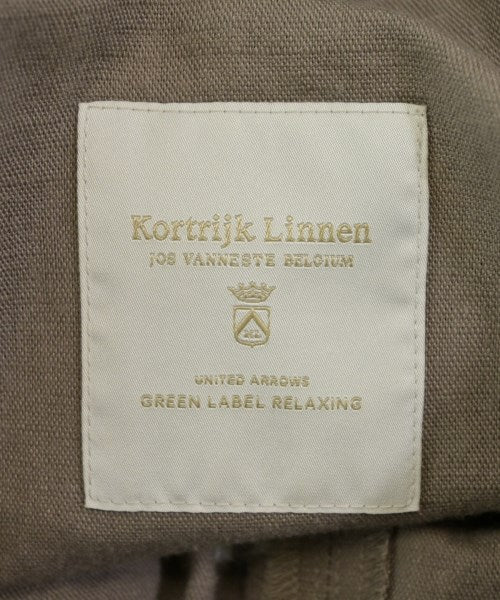 Kortrijk Linnen
JOS VANNESTE BELGIUM
UNITED ARROWS
GREEN LABEL RELAXING